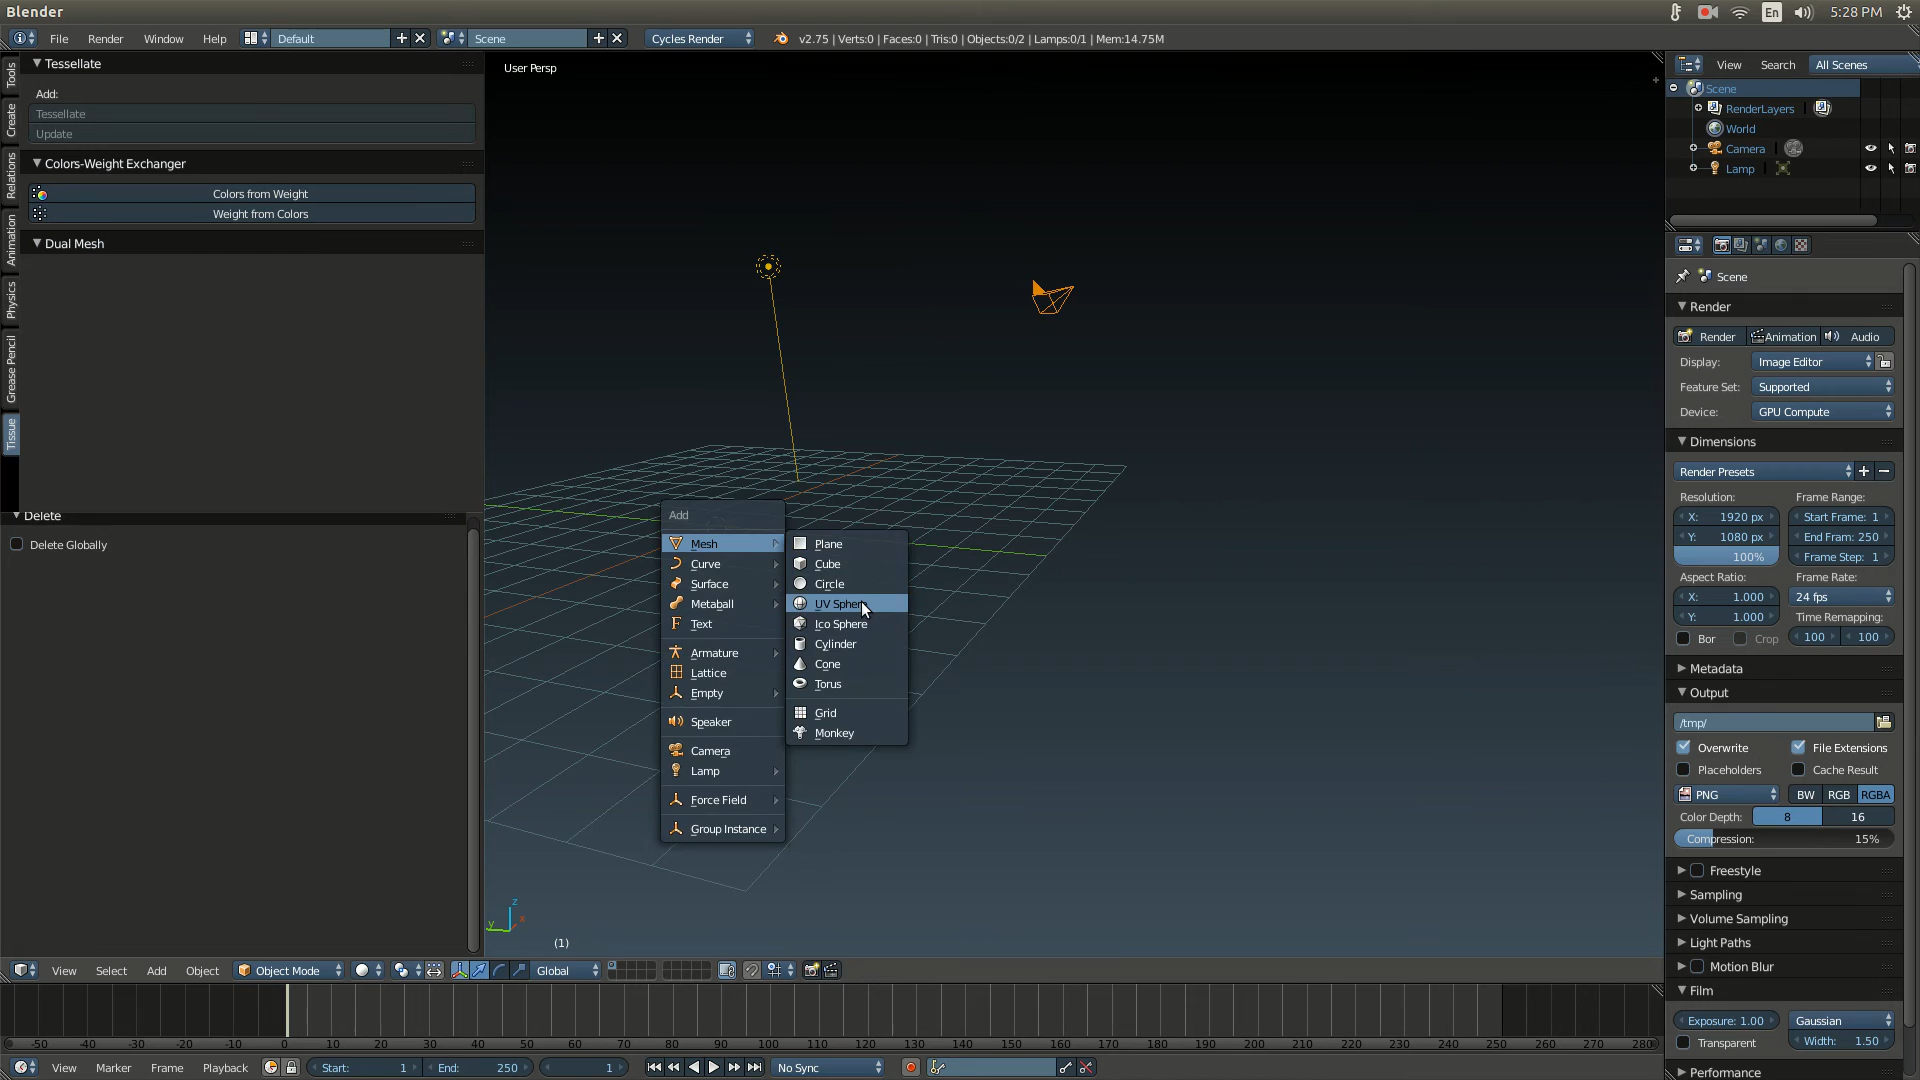 Blender
En
5:28 PM
File Render Window Help Default Scene Cycles Render v2.75 | Verts:0 | Faces:0 | Tris:0 | Objects:0/2 | Lamps:0/1 | Mem:14.75M
Tools
Create
Relations
Animation
Physics
Grease Pencil
Tissue
Tessellate
Add:
Tessellate
Update
Colors-Weight Exchanger
Colors from Weight
Weight from Colors
Dual Mesh
Delete
Delete Globally
User Persp
Add
Mesh
Curve
Surface
Metaball
Text
Armature
Lattice
Empty
Speaker
Camera
Lamp
Force Field
Group Instance
Plane
Cube
Circle
UV Sphere
Ico Sphere
Cylinder
Cone
Torus
Grid
Monkey
z
y
x
(1)
View Select Add Object Object Mode Global
-50 -40 -30 -20 -10 0 10 20 30 40 50 60 70 80 90 100 110 120 130 140 150 160 170 180 190 200 210 220 230 240 250 260 270 280
View Marker Frame Playback Start: 1 End: 250 1 No Sync
View Search All Scenes
Scene
RenderLayers
World
Camera
Lamp
Scene
Render
Render Animation Audio
Display: Image Editor
Feature Set: Supported
Device: GPU Compute
Dimensions
Render Presets
Resolution: Frame Range:
X: 1920 px Start Frame: 1
Y: 1080 px End Fram: 250
100% Frame Step: 1
Aspect Ratio: Frame Rate:
X: 1.000 24 fps
Y: 1.000 Time Remapping:
Bor Crop 100 100
Metadata
Output
/tmp/
Overwrite File Extensions
Placeholders Cache Result
PNG BW RGB RGBA
Color Depth: 8 16
Compression: 15%
Freestyle
Sampling
Volume Sampling
Light Paths
Motion Blur
Film
Exposure: 1.00 Gaussian
Transparent Width: 1.50
Performance